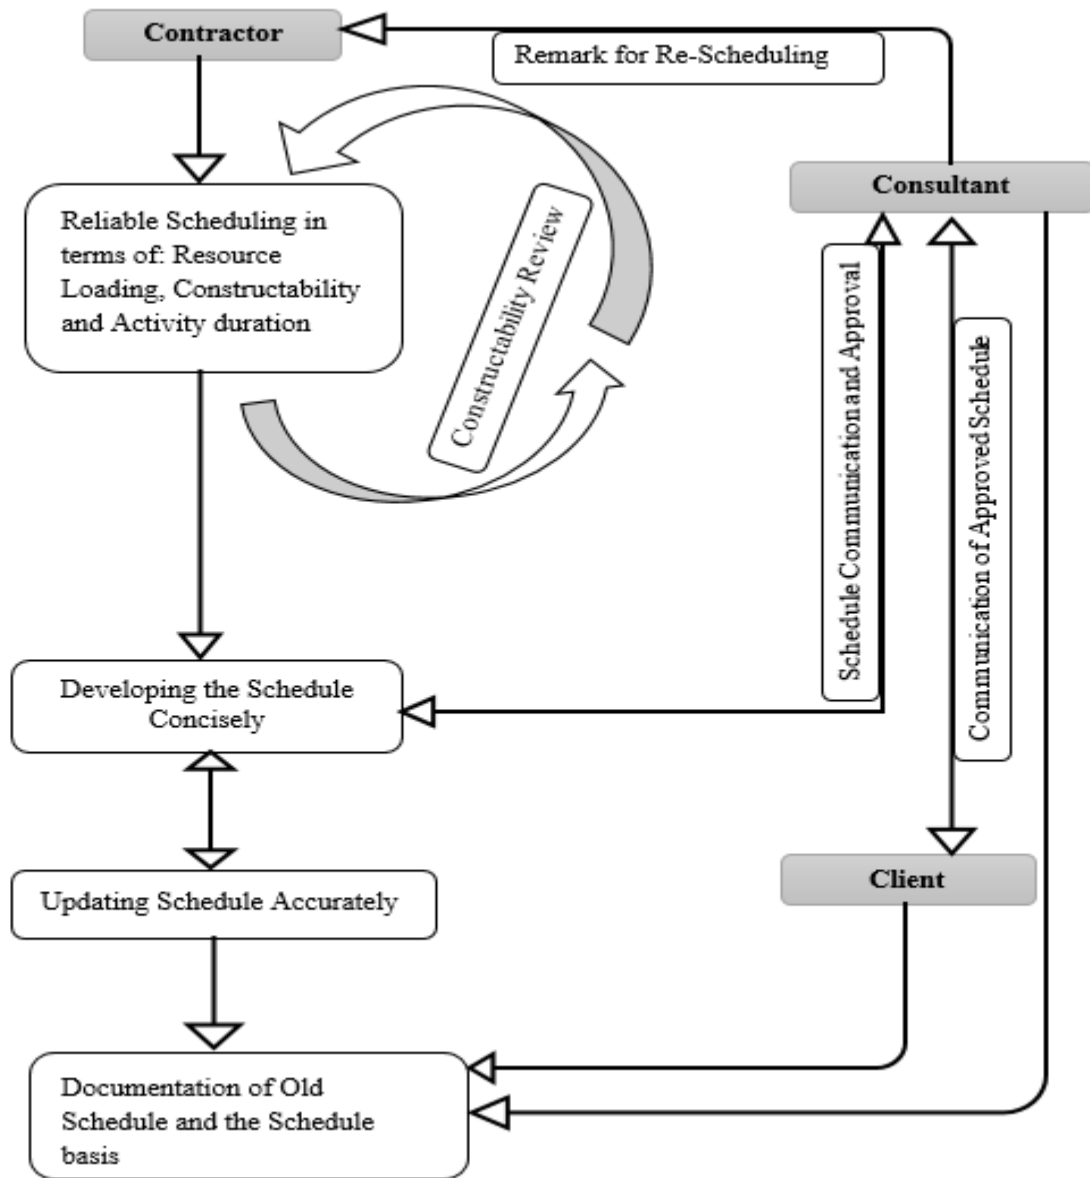 Contractor
Remark for Re-Scheduling
Consultant
Reliable Scheduling in
terms of: Resource
Loading, Constructability
and Activity duration
Constructability Review
Schedule Communication and Approval
Communication of Approved Schedule
Developing the Schedule
Concisely
Updating Schedule Accurately
Client
Documentation of Old
Schedule and the Schedule
basis